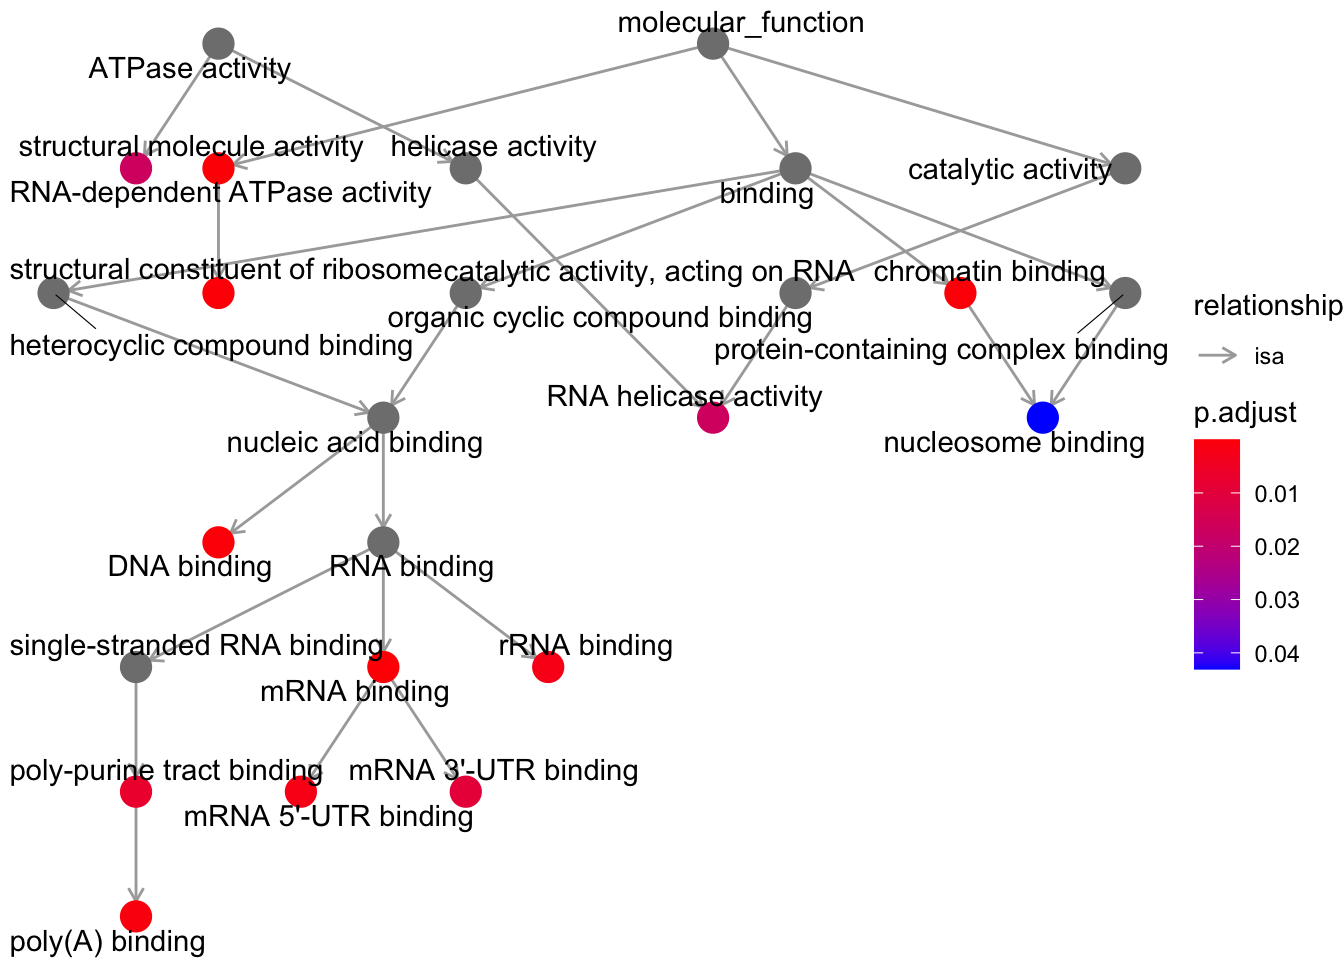 molecular_function
ATPase activity
structural molecule activity
helicase activity
catalytic activity
RNA-dependent ATPase activity
binding
structural constituent of ribosome
catalytic activity, acting on RNA
chromatin binding
organic cyclic compound binding
heterocyclic compound binding
protein-containing complex binding
RNA helicase activity
nucleic acid binding
nucleosome binding
DNA binding
RNA binding
single-stranded RNA binding
rRNA binding
mRNA binding
poly-purine tract binding
mRNA 3'-UTR binding
mRNA 5'-UTR binding
poly(A) binding
relationship
isa
p.adjust
0.01
0.02
0.03
0.04